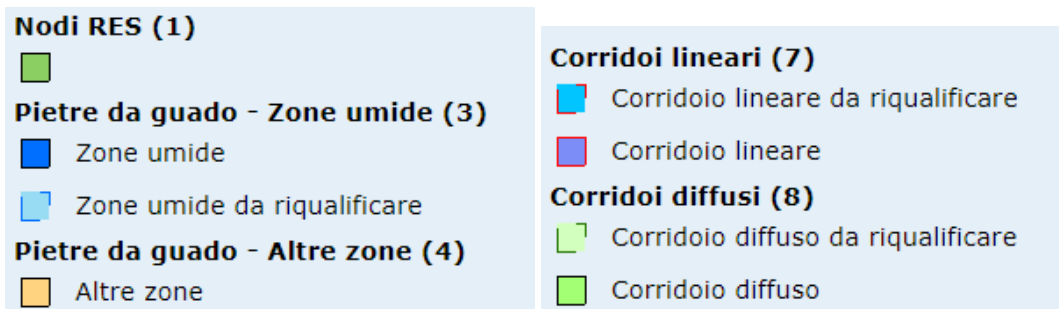 Nodi RES (1)
Pietre da guado - Zone umide (3)
Zone umide
Zone umide da riqualificare
Pietre da guado - Altre zone (4)
Altre zone
Corridoi lineari (7)
Corridoio lineare da riqualificare
Corridoio lineare
Corridoi diffusi (8)
Corridoio diffuso da riqualificare
Corridoio diffuso